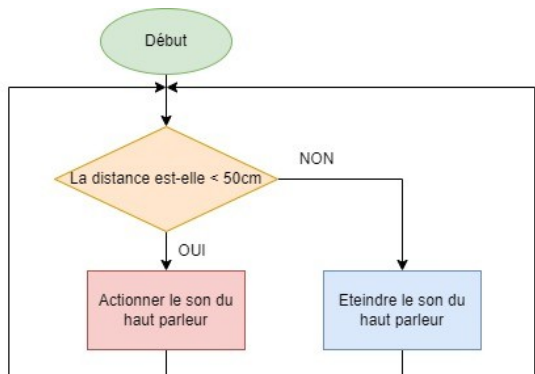 Début
La distance est-elle < 50cm
NON
OUI
Actionner le son du
haut parleur
Eteindre le son du
haut parleur